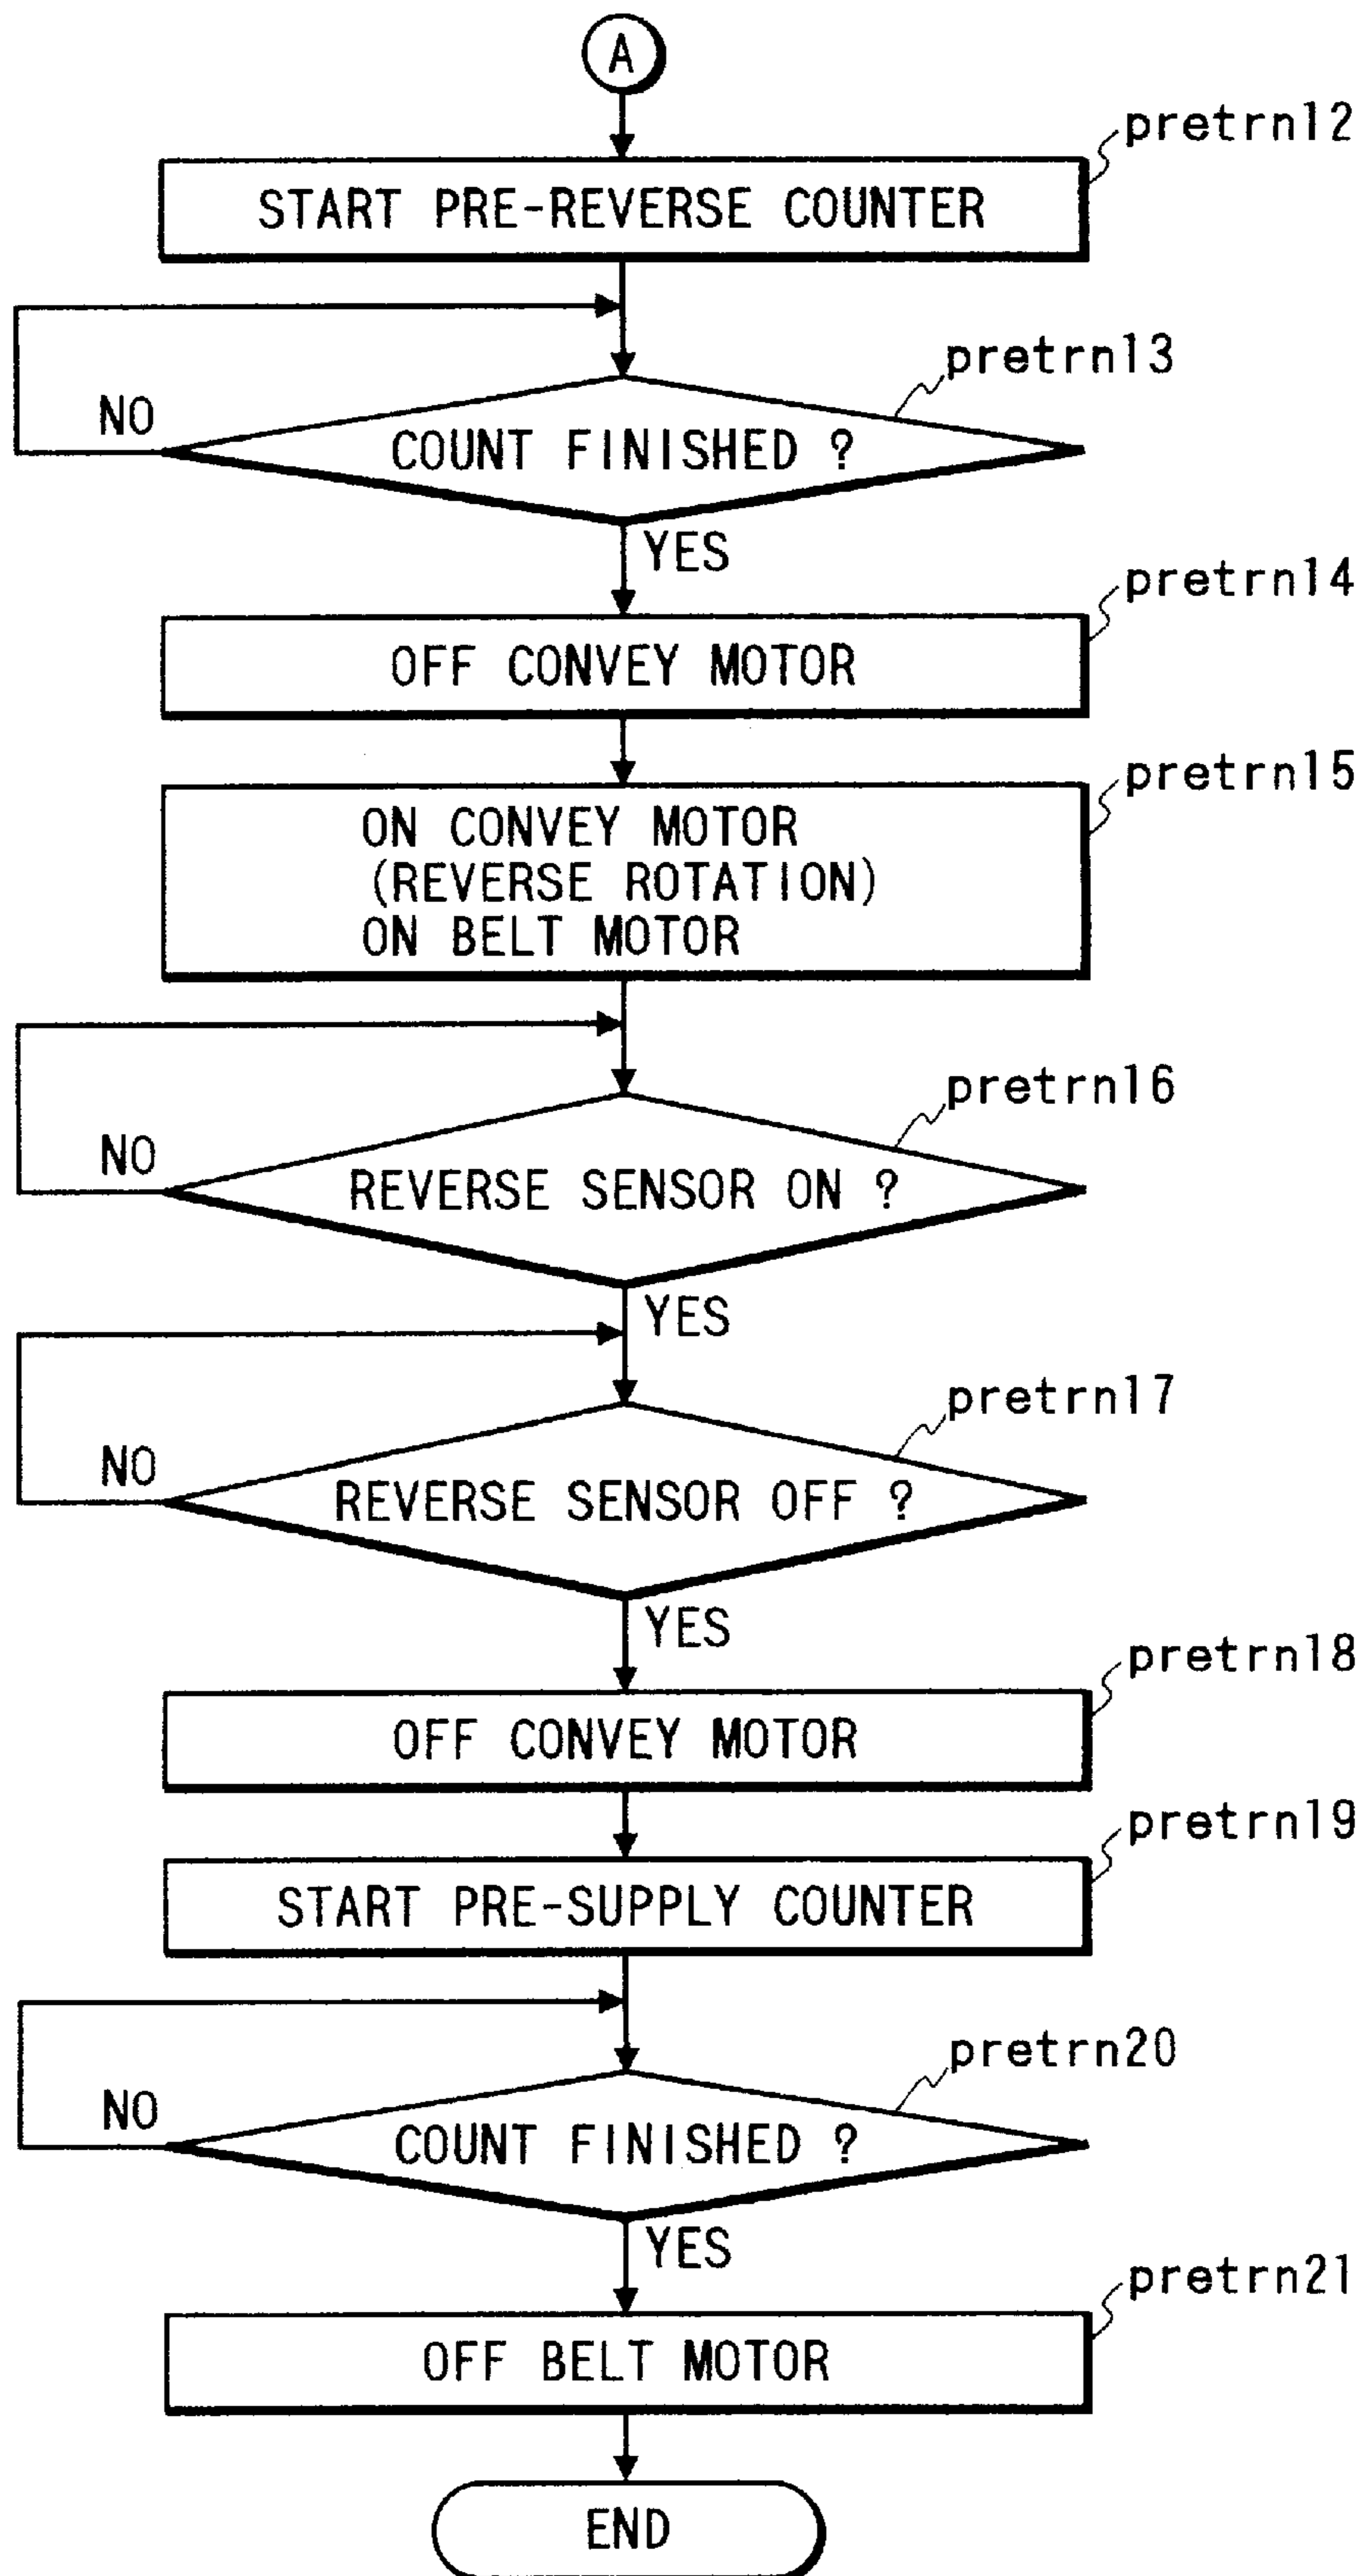 A
pretrn12
START PRE-REVERSE COUNTER
pretrn13
NO
COUNT FINISHED ?
YES
pretrn14
OFF CONVEY MOTOR
pretrn15
ON CONVEY MOTOR
(REVERSE ROTATION)
ON BELT MOTOR
pretrn16
NO
REVERSE SENSOR ON ?
YES
pretrn17
NO
REVERSE SENSOR OFF ?
YES
pretrn18
OFF CONVEY MOTOR
pretrn19
START PRE-SUPPLY COUNTER
pretrn20
NO
COUNT FINISHED ?
YES
pretrn21
OFF BELT MOTOR
END